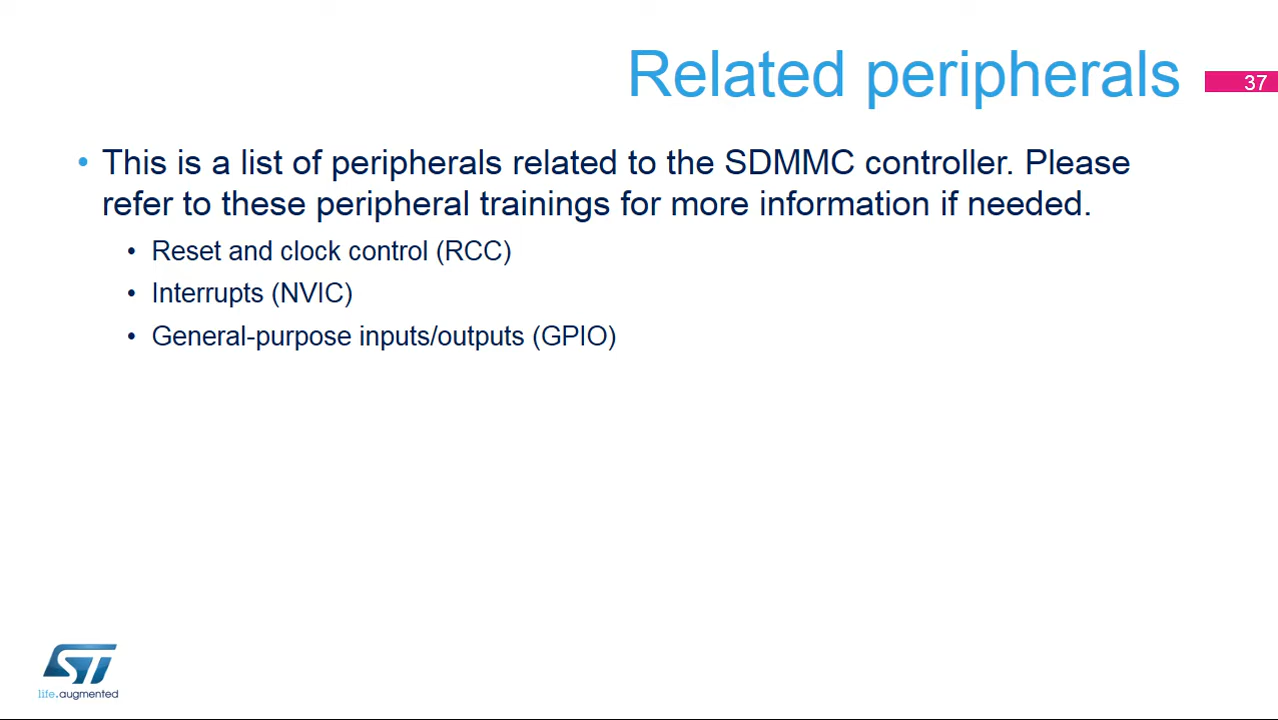 Related peripherals
37
• This is a list of peripherals related to the SDMMC controller. Please
refer to these peripheral trainings for more information if needed.
• Reset and clock control (RCC)
• Interrupts (NVIC)
• General-purpose inputs/outputs (GPIO)
ST
life.augmented